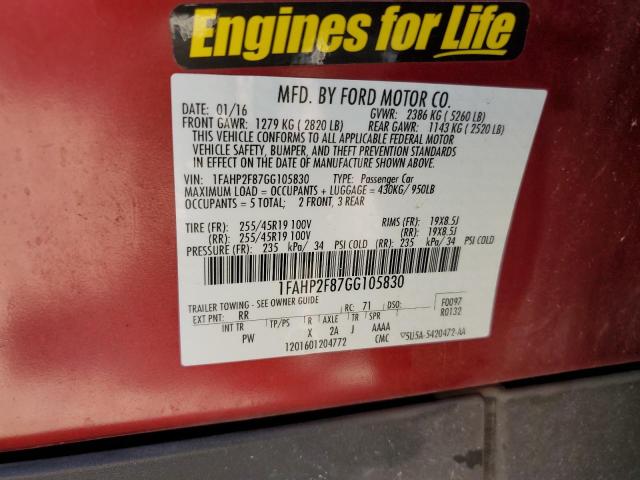 Engines for Life
MFD. BY FORD MOTOR CO.
DATE: 01/16 GVWR: 2386 KG ( 5260 LB)
FRONT GAWR: 1279 KG ( 2820 LB) REAR GAWR: 1143 KG ( 2520 LB)
THIS VEHICLE CONFORMS TO ALL APPLICABLE FEDERAL MOTOR
VEHICLE SAFETY, BUMPER, AND THEFT PREVENTION STANDARDS
IN EFFECT ON THE DATE OF MANUFACTURE SHOWN ABOVE.
VIN: 1FAHP2F87GG105830 TYPE: Passenger Car
MAXIMUM LOAD = OCCUPANTS + LUGGAGE = 430KG/ 950LB
OCCUPANTS = 5 TOTAL: 2 FRONT, 3 REAR
TIRE (FR): 255/45R19 100V RIMS (FR): 19X8.5J
(RR): 255/45R19 100V (RR): 19X8.5J
PRESSURE (FR): 235 kPa/ 34 PSI COLD (RR): 235 kPa/ 34 PSI COLD
1FAHP2F87GG105830
TRAILER TOWING - SEE OWNER GUIDE F0097
EXT PNT: RR RC: 71 DSO: R0132
INT TR TP/PS R AXLE TR SPR
PW X 2A J AAAA
1201601204772 CMC ▽5U5A-5420472-AA